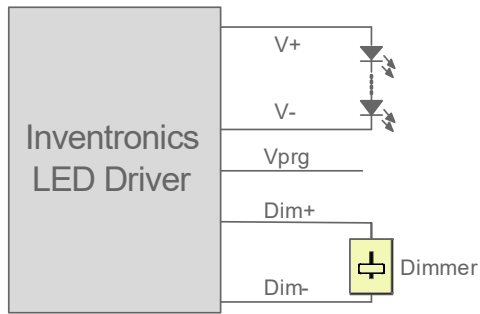 Inventronics
LED Driver
V+
V-
Vprg
Dim+
Dim-
Dimmer